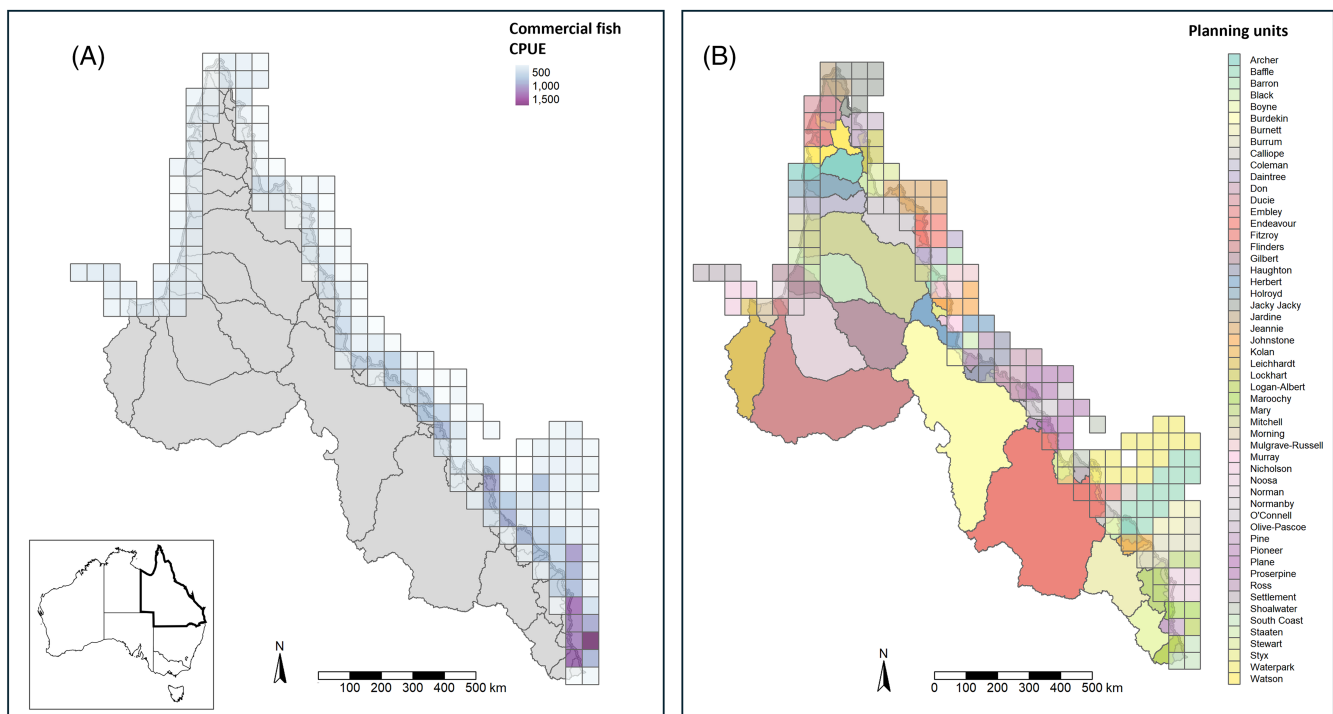 (A)
Commercial fish
CPUE
500
1,000
1,500
N
100 200 300 400 500 km
(B)
Planning units
Archer
Baffle
Barron
Black
Boyne
Burdekin
Burnett
Burrum
Calliope
Coleman
Daintree
Don
Ducie
Embley
Endeavour
Fitzroy
Flinders
Gilbert
Haughton
Herbert
Holroyd
Jacky Jacky
Jardine
Jeannie
Johnstone
Kolan
Leichhardt
Lockhart
Logan-Albert
Maroochy
Mary
Mitchell
Morning
Mulgrave-Russell
Murray
Nicholson
Noosa
Norman
Normanby
O'Connell
Olive-Pascoe
Pine
Pioneer
Plane
Proserpine
Ross
Settlement
Shoalwater
South Coast
Staaten
Stewart
Styx
Waterpark
Watson
N
0 100 200 300 400 500 km